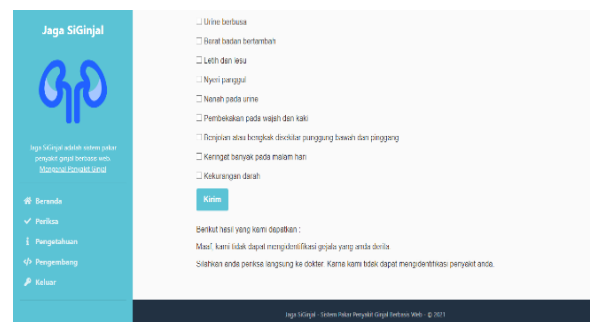 Jaga SiGinjal
Jaga SiGinjal adalah sistem pakar
penyakit ginjal berbasis web.
Mengenal Penyakit Ginjal
Beranda
Periksa
Pengetahuan
Pengembang
Keluar
Urine berbusa
Berat badan bertambah
Letih dan lesu
Nyeri panggul
Nanah pada urine
Pembekakan pada wajah dan kaki
Benjolan atau bengkak disekitar punggung bawah dan pinggang
Keringat banyak pada malam hari
Kekurangan darah
Kirim
Berikut hasil yang kami dapatkan :
Maaf, kami tidak dapat mengidentifikasi gejala yang anda derita
Silahkan anda periksa langsung ke dokter. Karna kami tidak dapat mengidentifikasi penyakit anda.
Jaga SiGinjal - Sistem Pakar Penyakit Ginjal Berbasis Web - © 2021